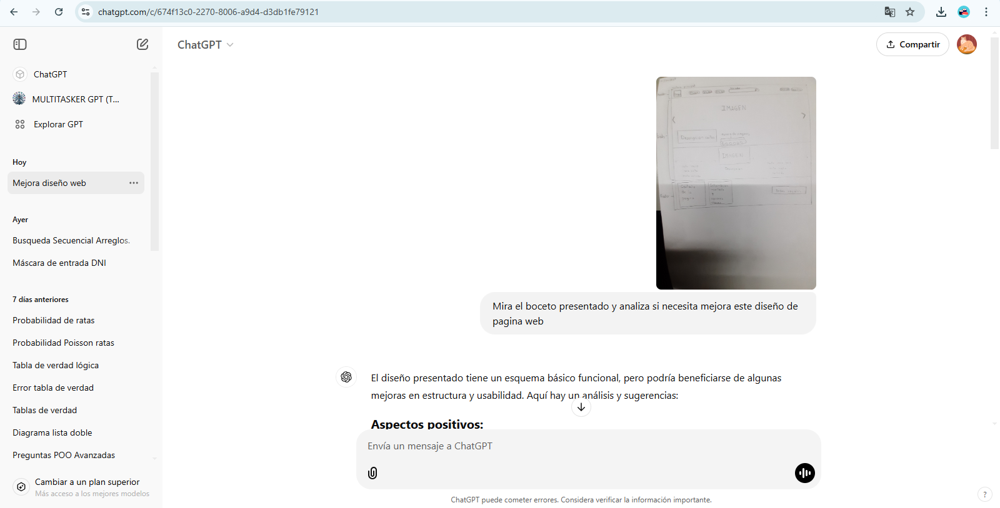 chatgpt.com/c/674f13c0-2270-8006-a9d4-d3db1fe79121
ChatGPT
Compartir
ChatGPT
MULTITASKER GPT (T...
Explorar GPT
Hoy
Mejora diseño web
Ayer
Busqueda Secuencial Arreglos.
Máscara de entrada DNI
7 días anteriores
Probabilidad de ratas
Probabilidad Poisson ratas
Tabla de verdad lógica
Error tabla de verdad
Tablas de verdad
Diagrama lista doble
Preguntas POO Avanzadas
Cambiar a un plan superior
Más acceso a los mejores modelos
IMAGEN
IMAGEN
Mira el boceto presentado y analiza si necesita mejora este diseño de
pagina web
El diseño presentado tiene un esquema básico funcional, pero podría beneficiarse de algunas
mejoras en estructura y usabilidad. Aquí hay un análisis y sugerencias:
Aspectos positivos:
Envía un mensaje a ChatGPT
ChatGPT puede cometer errores. Considera verificar la información importante.
?